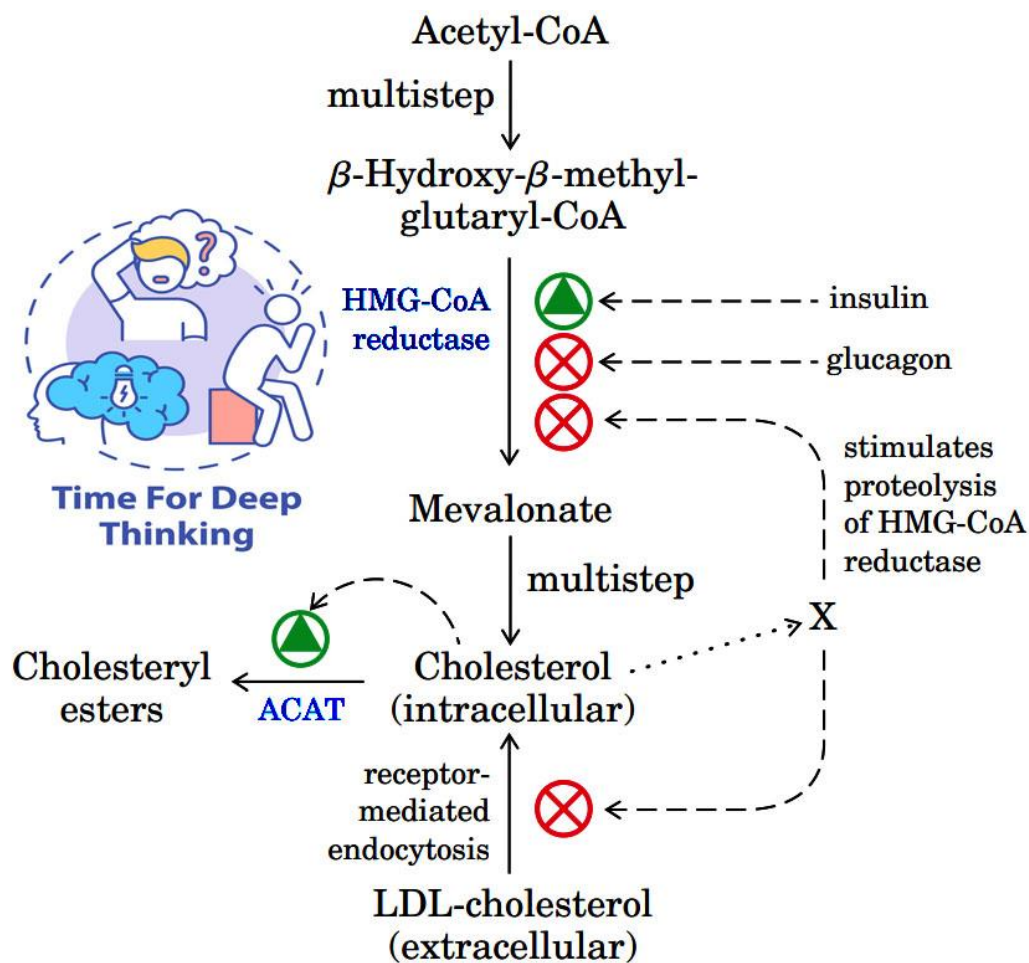 Acetyl-CoA
multistep
β-Hydroxy-β-methyl-
glutaryl-CoA
HMG-CoA
reductase
insulin
glucagon
stimulates
proteolysis
of HMG-CoA
reductase
?
Time For Deep
Thinking
Mevalonate
multistep
X
Cholesteryl
esters
ACAT
Cholesterol
(intracellular)
receptor-
mediated
endocytosis
LDL-cholesterol
(extracellular)